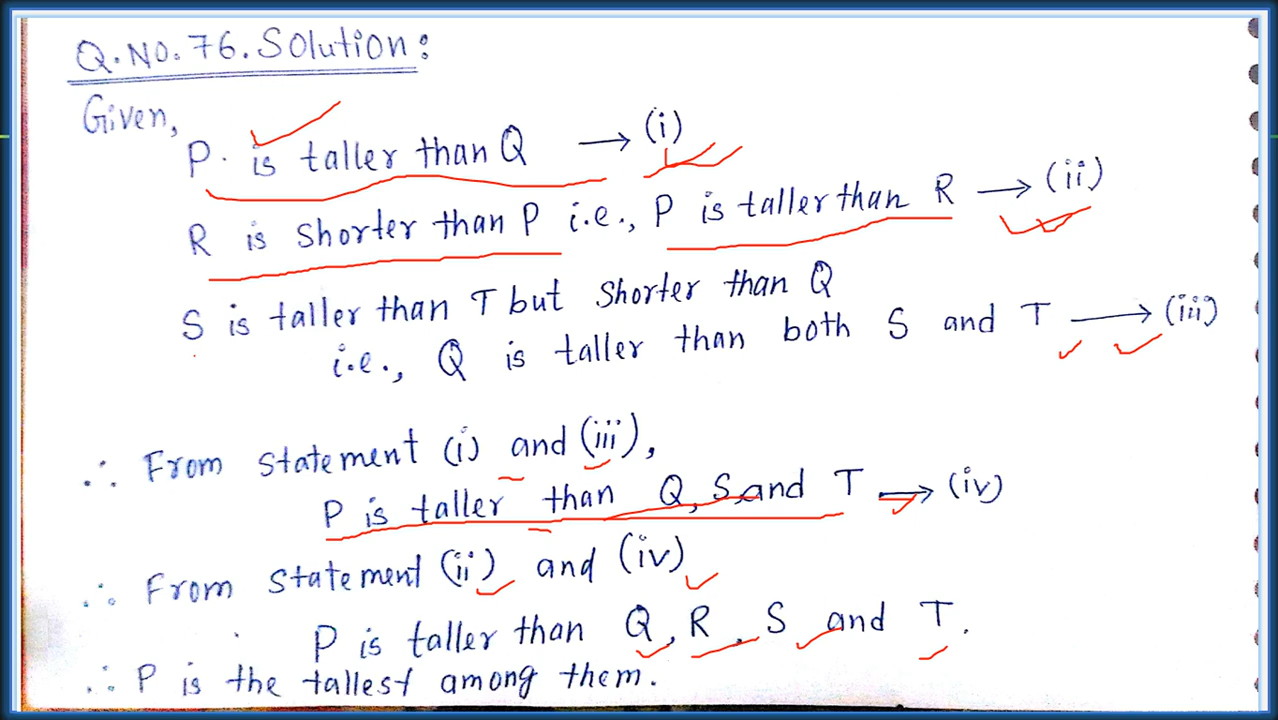 Q.NO.76.Solution:
Given,
P. is taller than Q → (i)
R is shorter than P i.e., P is taller than R → (ii)
S is taller than T but shorter than Q
i.e., Q is taller than both S and T → (iii)
∴ From statement (i) and (iii),
P is taller than Q, S, and T → (iv)
∴ From statement (ii) and (iv)
P is taller than Q, R, S and T.
∴ P is the tallest among them.